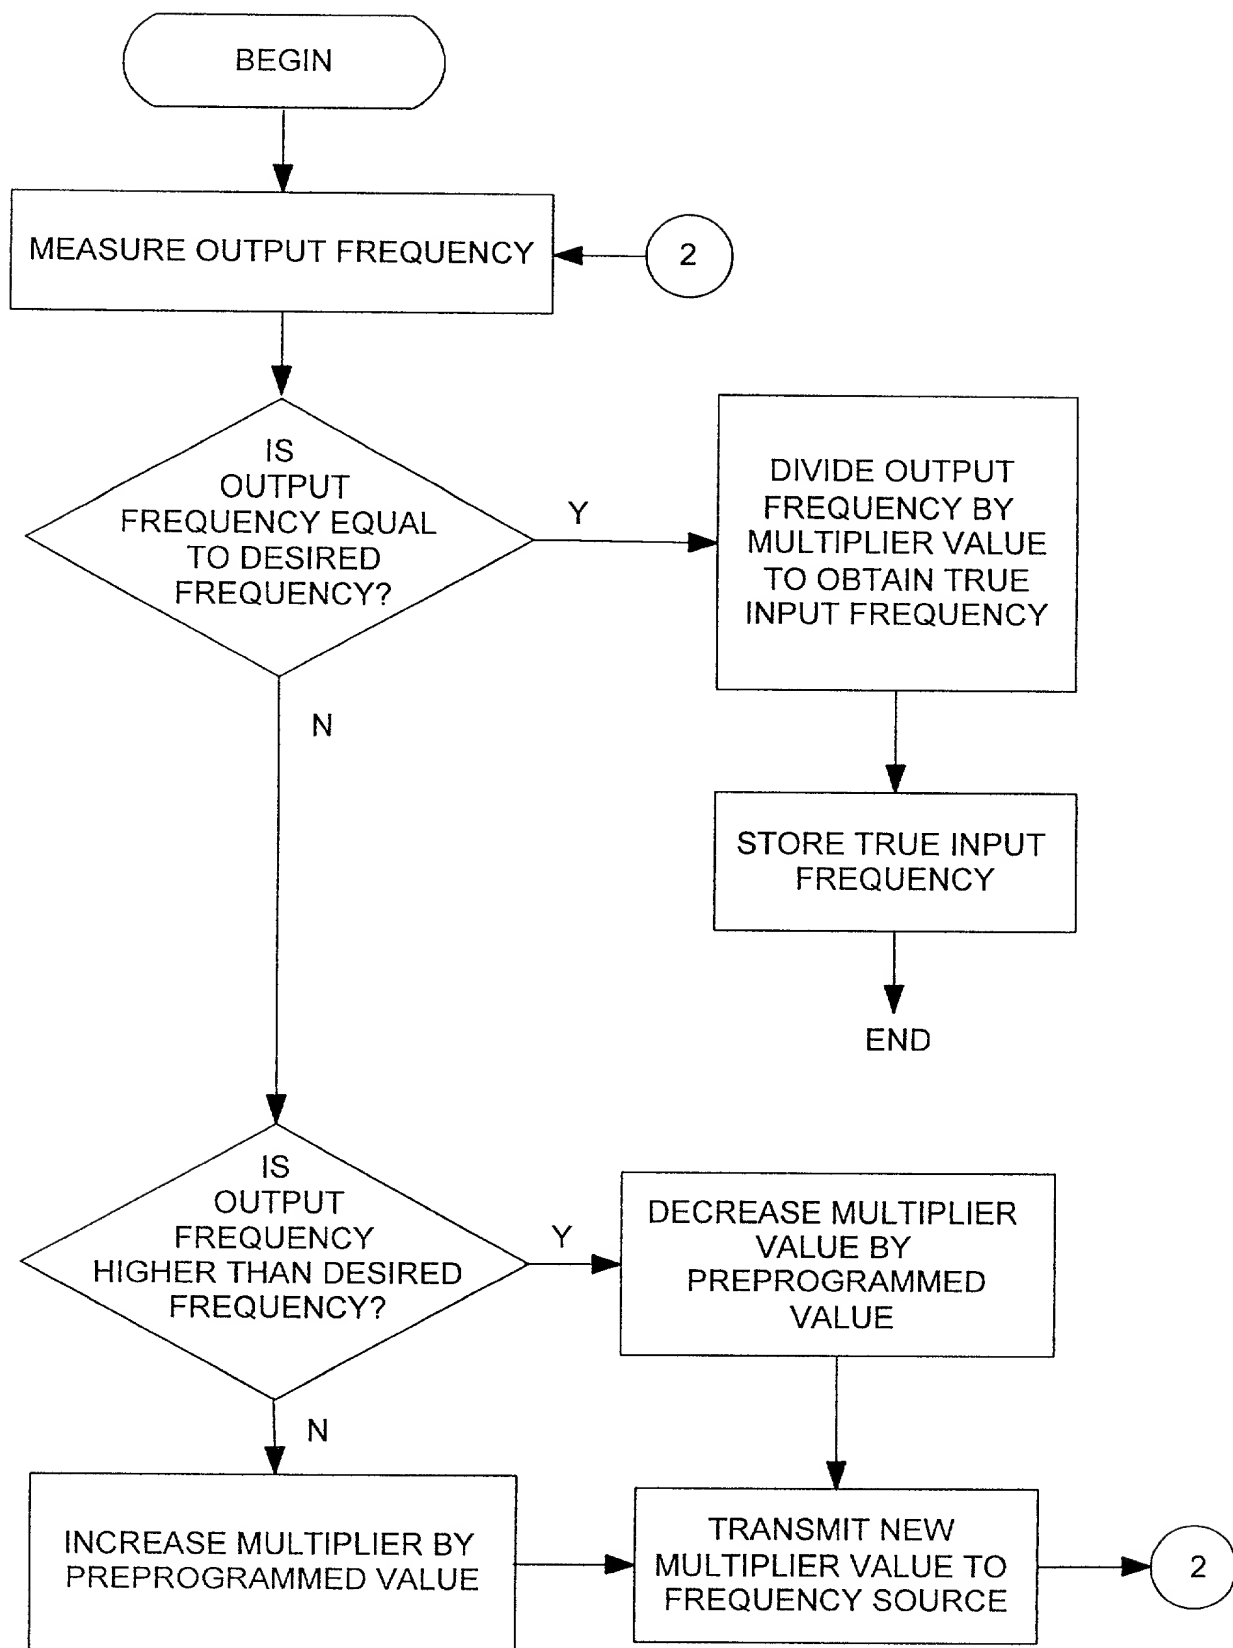 BEGIN
MEASURE OUTPUT FREQUENCY
2
IS
OUTPUT
FREQUENCY EQUAL
TO DESIRED
FREQUENCY?
Y
DIVIDE OUTPUT
FREQUENCY BY
MULTIPLIER VALUE
TO OBTAIN TRUE
INPUT FREQUENCY
N
STORE TRUE INPUT
FREQUENCY
END
IS
OUTPUT
FREQUENCY
HIGHER THAN DESIRED
FREQUENCY?
Y
DECREASE MULTIPLIER
VALUE BY
PREPROGRAMMED
VALUE
N
INCREASE MULTIPLIER BY
PREPROGRAMMED VALUE
TRANSMIT NEW
MULTIPLIER VALUE TO
FREQUENCY SOURCE
2